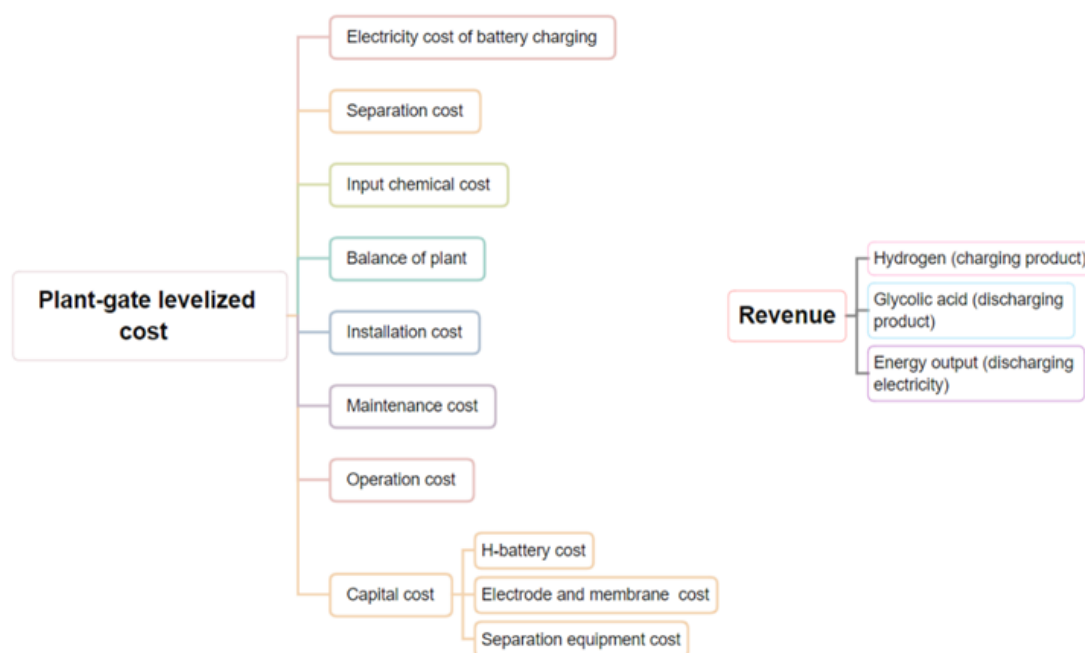 Electricity cost of battery charging
Separation cost
Input chemical cost
Balance of plant
Plant-gate levelized
cost
Installation cost
Maintenance cost
Operation cost
Capital cost
H-battery cost
Electrode and membrane cost
Separation equipment cost
Revenue
Hydrogen (charging product)
Glycolic acid (discharging
product)
Energy output (discharging
electricity)